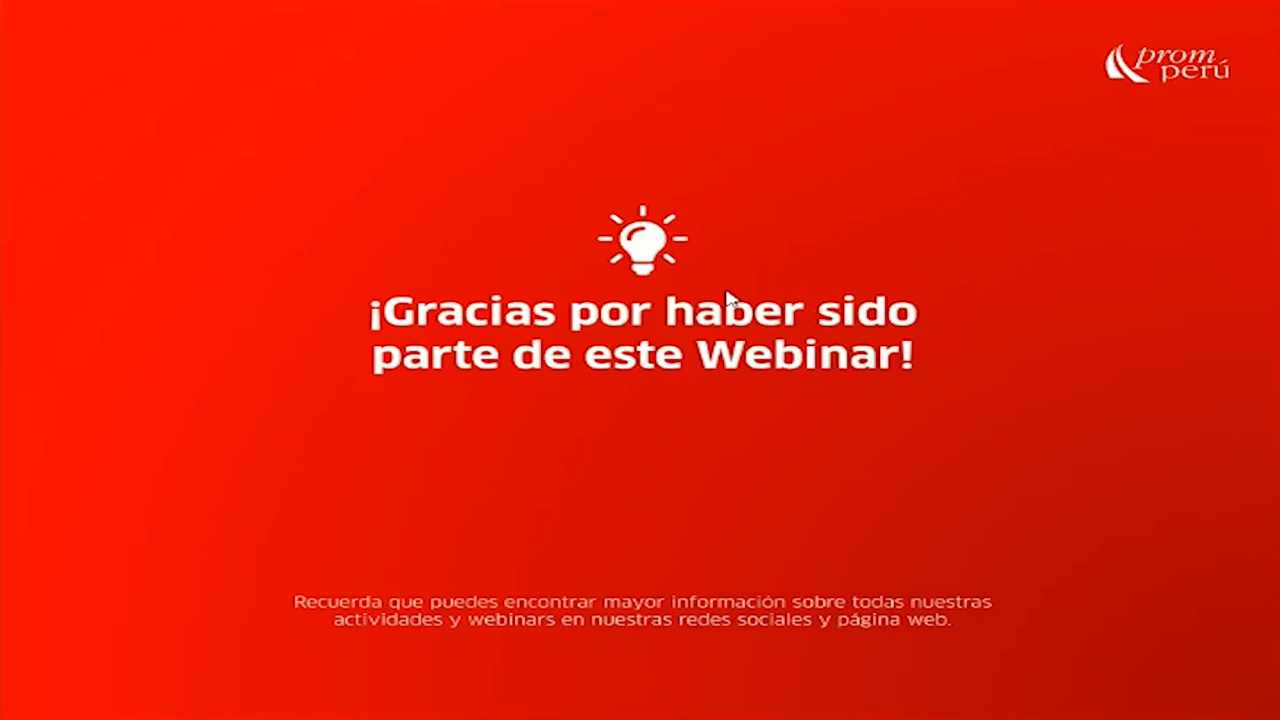 prom
perú
¡Gracias por haber sido
parte de este Webinar!
Recuerda que puedes encontrar mayor información sobre todas nuestras
actividades y webinars en nuestras redes sociales y página web.